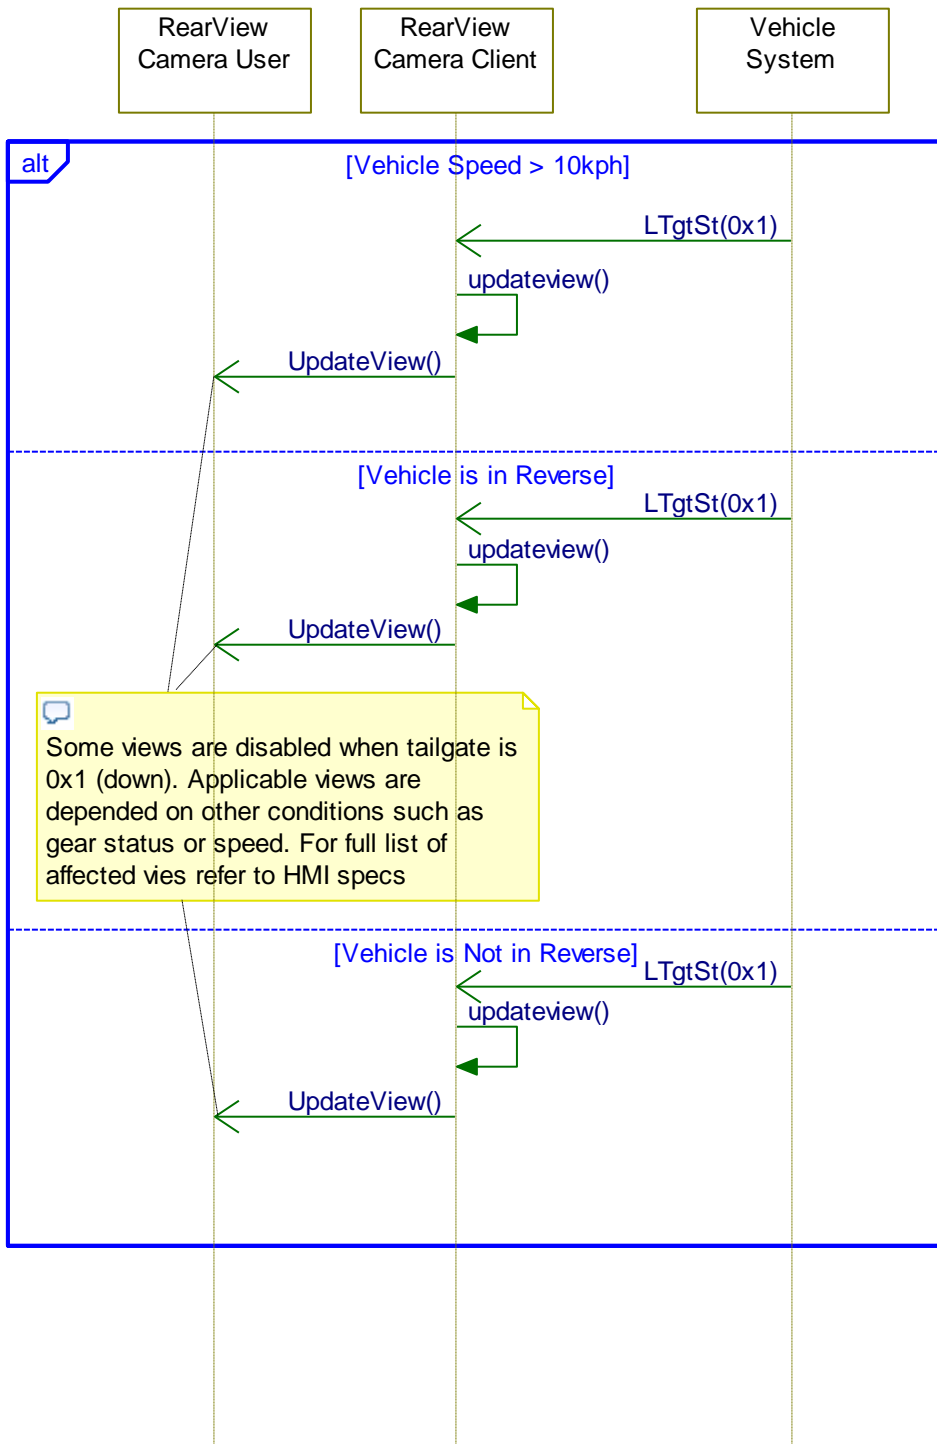 RearView
Camera User
RearView
Camera Client
Vehicle
System
alt
[Vehicle Speed > 10kph]
LTgtSt(0x1)
updateview()
UpdateView()
[Vehicle is in Reverse]
LTgtSt(0x1)
updateview()
UpdateView()
Some views are disabled when tailgate is
0x1 (down). Applicable views are
depended on other conditions such as
gear status or speed. For full list of
affected vies refer to HMI specs
[Vehicle is Not in Reverse]
LTgtSt(0x1)
updateview()
UpdateView()